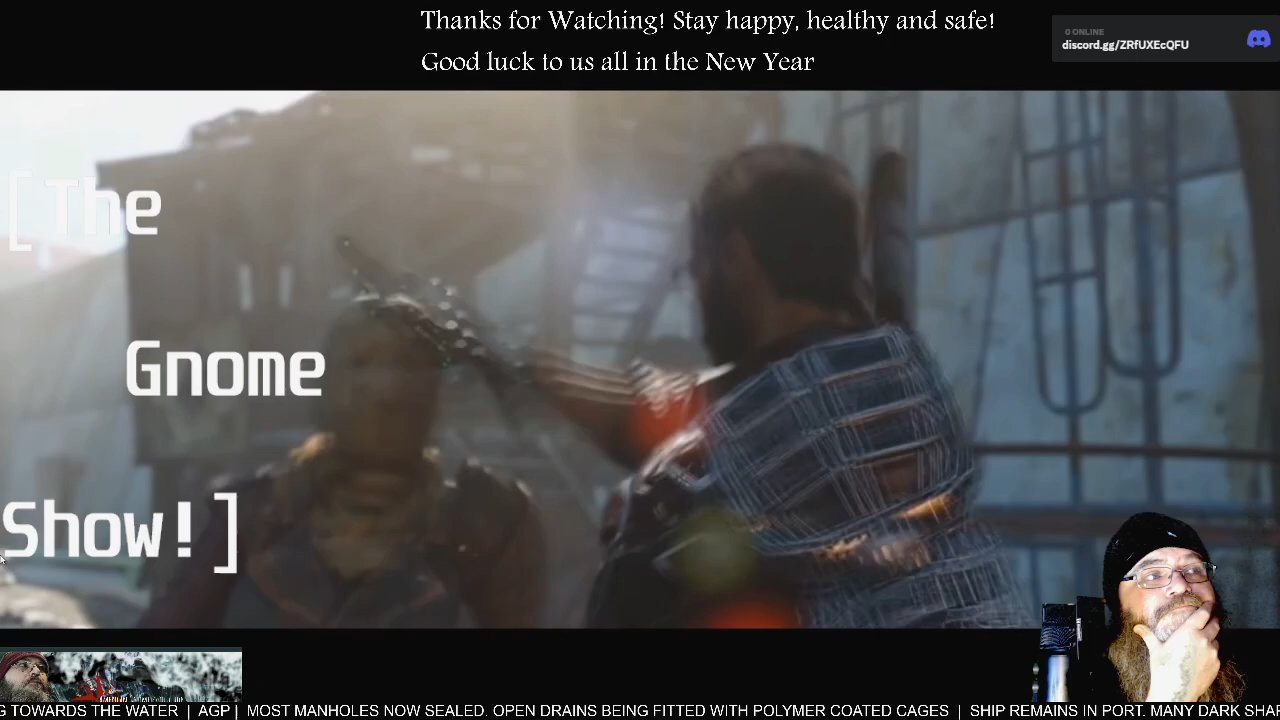 Thanks for Watching! Stay happy, healthy and safe!
Good luck to us all in the New Year
0 ONLINE
discord.gg/ZRfUXEcQFU
[The
Gnome
Show!]
G TOWARDS THE WATER | AGP | MOST MANHOLES NOW SEALED. OPEN DRAINS BEING FITTED WITH POLYMER COATED CAGES | SHIP REMAINS IN PORT. MANY DARK SHAP